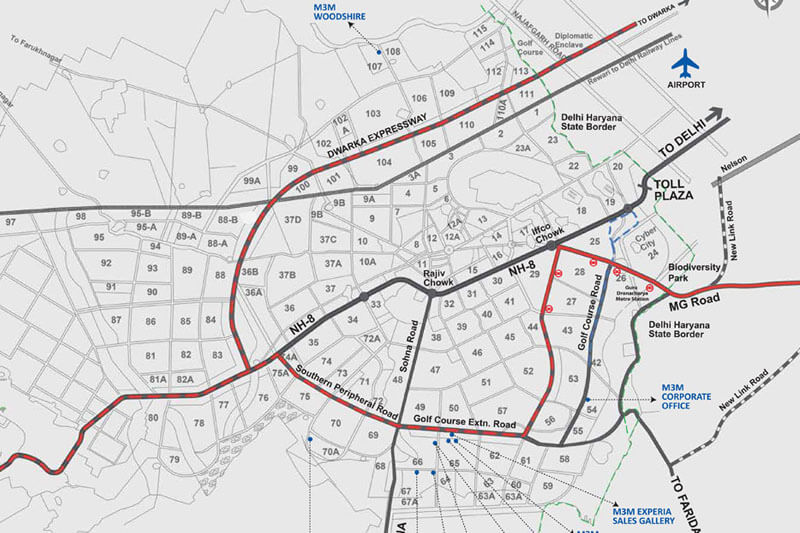 M3M
WOODSHIRE
TO DWARKA
115
NAJAFGARH ROAD
Diplomatic
Enclave
Golf
Course
114
108
107
To Farukhnagar
Rewari to Delhi Railway Lines
AIRPORT
112
113
106
109
111
110A
103
102
A
110
1
2
Delhi Haryana
State Border
TO DELHI
DWARKA EXPRESSWAY
102
104
105
3
23A
23
22
21
20
99A
100
101
3A
TOLL
PLAZA
Nelson
97
98
95-B
89-B
88-B
37D
9B
9B
9A
4
5
6
7
12A
12A
12
13
14
15
16
17
18
19
95
95-A
89-A
88-A
94
92
89
37C
10
10A
11
8
Iffco
Chowk
25
Cyber
City
24
New Link Road
91
93
88
36B
36A
37A
37B
Rajiv
Chowk
NH-8
29
28
26
Biodiversity
Park
90
36
37
33
32
31
30
40
27
Guru
Dronacharya
Metro Station
MG Road
87
86
85
84
83
NH-8
34
35
72A
Sohna Road
39
38
41
45
44
43
Golf Course Road
42
Delhi Haryana
State Border
82
81
74A
73
72
74
71
48
47
46
51
52
53
81A
82A
75A
Southern Peripheral Road
49
50
57
56
54
M3M
CORPORATE
OFFICE
New Link Road
80
76
75
70
69
Golf Course Extn. Road
55
79
78
77
70A
68
66
65
62
61
58
59
67
67A
64
63
63A
60
63A
M3M EXPERIA
SALES GALLERY
M3M